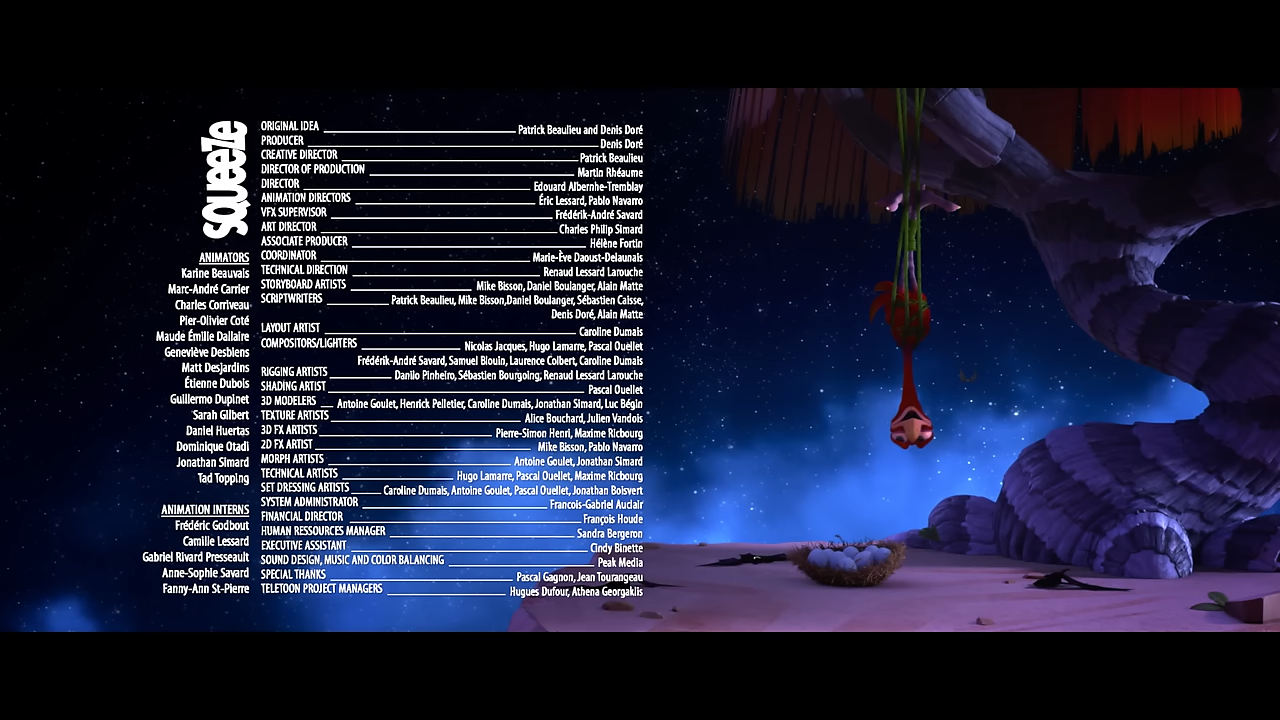 squeeze
ANIMATORS
Karine Beauvais
Marc-André Carrier
Charles Corriveau
Pier-Olivier Coté
Maude Émilie Dallaire
Geneviève Desbiens
Matt Desjardins
Étienne Dubois
Guillermo Dupinet
Sarah Gilbert
Daniel Huertas
Dominique Otadi
Jonathan Simard
Tad Topping
ANIMATION INTERNS
Frédéric Godbout
Camille Lessard
Gabriel Rivard Presseault
Anne-Sophie Savard
Fanny-Ann St-Pierre
ORIGINAL IDEA Patrick Beaulieu and Denis Doré
PRODUCER Denis Doré
CREATIVE DIRECTOR Patrick Beaulieu
DIRECTOR OF PRODUCTION Martin Rhéaume
DIRECTOR Edouard Albernhe-Tremblay
ANIMATION DIRECTORS Éric Lessard, Pablo Navarro
VFX SUPERVISOR Frédérik-André Savard
ART DIRECTOR Charles Philip Simard
ASSOCIATE PRODUCER Hélène Fortin
COORDINATOR Marie-Ève Daoust-Delaunais
TECHNICAL DIRECTION Renaud Lessard Larouche
STORYBOARD ARTISTS Mike Bisson, Daniel Boulanger, Alain Matte
SCRIPTWRITERS Patrick Beaulieu, Mike Bisson,Daniel Boulanger, Sébastien Caisse,
Denis Doré, Alain Matte
LAYOUT ARTIST Caroline Dumais
COMPOSITORS/LIGHTERS Nicolas Jacques, Hugo Lamarre, Pascal Ouellet
Frédérik-André Savard, Samuel Blouin, Laurence Colbert, Caroline Dumais
RIGGING ARTISTS Danilo Pinheiro, Sébastien Bourgoing, Renaud Lessard Larouche
SHADING ARTIST Pascal Ouellet
3D MODELERS Antoine Goulet, Henrick Pelletier, Caroline Dumais, Jonathan Simard, Luc Bégin
TEXTURE ARTISTS Alice Bouchard, Julien Vandois
3D FX ARTISTS Pierre-Simon Henri, Maxime Ricbourg
2D FX ARTIST Mike Bisson, Pablo Navarro
MORPH ARTISTS Antoine Goulet, Jonathan Simard
TECHNICAL ARTISTS Hugo Lamarre, Pascal Ouellet, Maxime Ricbourg
SET DRESSING ARTISTS Caroline Dumais, Antoine Goulet, Pascal Ouellet, Jonathan Boisvert
SYSTEM ADMINISTRATOR Francois-Gabriel Auclair
FINANCIAL DIRECTOR François Houde
HUMAN RESSOURCES MANAGER Sandra Bergeron
EXECUTIVE ASSISTANT Cindy Binette
SOUND DESIGN, MUSIC AND COLOR BALANCING Peak Media
SPECIAL THANKS Pascal Gagnon, Jean Tourangeau
TELETOON PROJECT MANAGERS Hugues Dufour, Athena Georgaklis